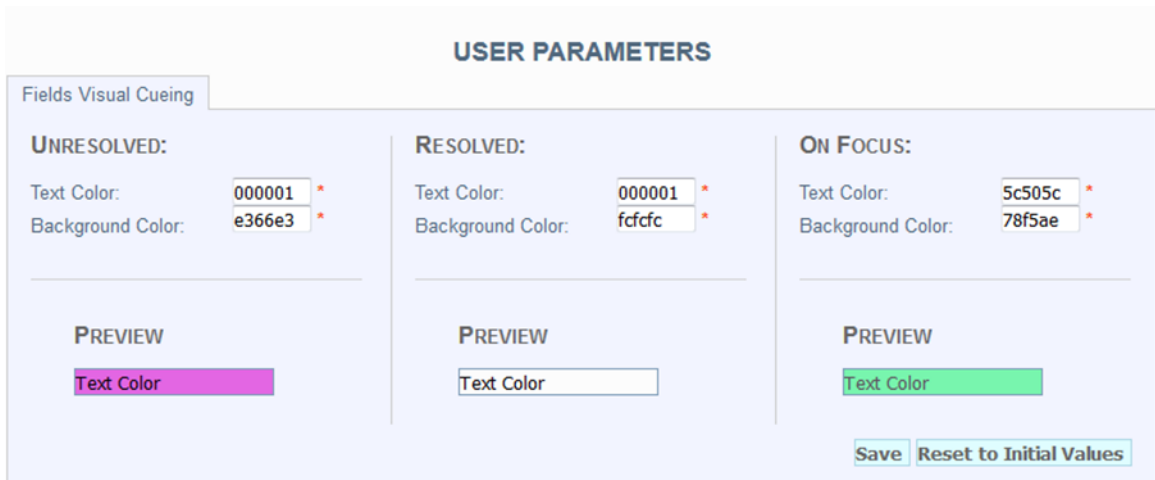 USER PARAMETERS
Fields Visual Cueing
UNRESOLVED:
Text Color: 000001 *
Background Color: e366e3 *
PREVIEW
Text Color
RESOLVED:
Text Color: 000001 *
Background Color: fcfcfc *
PREVIEW
Text Color
ON FOCUS:
Text Color: 5c505c *
Background Color: 78f5ae *
PREVIEW
Text Color
Save Reset to Initial Values